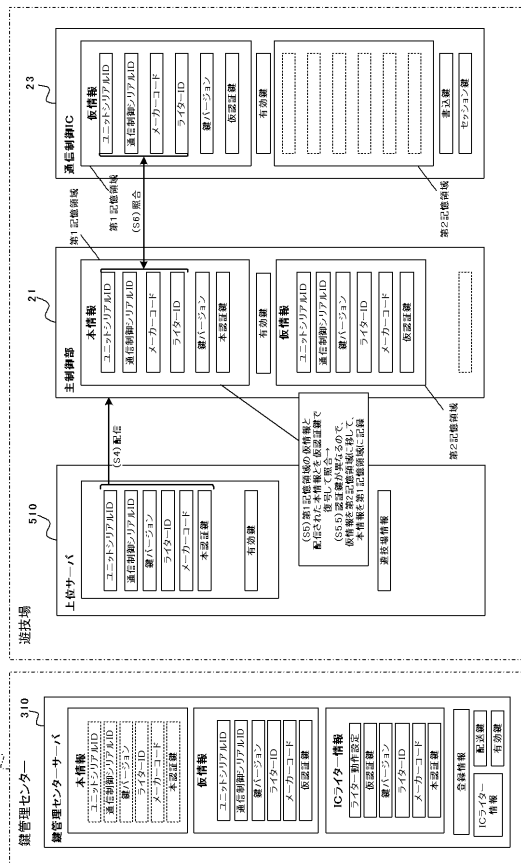 鍵管理センター
310
鍵管理センターサーバ
本情報
ユニットシリアルID
通信制御シリアルID
鍵バージョン
ライターID
メーカーコード
本認証鍵
仮情報
ユニットシリアルID
通信制御シリアルID
鍵バージョン
ライターID
メーカーコード
仮認証鍵
ICライター情報
ライター動作設定
仮認証鍵
鍵バージョン
ライターID
メーカーコード
本認証鍵
登録情報
ICライター
情報
配送鍵
有効鍵
遊技場
510
上位サーバ
ユニットシリアルID
通信制御シリアルID
鍵バージョン
ライターID
メーカーコード
本認証鍵
有効鍵
遊技場情報
(S4)配信
(S5)第1記憶領域の仮情報と
配信された本情報とを仮認証鍵で
復号して照合→
(S5.5)認証鍵が異なるので、
仮情報を第2記憶領域に移して、
本情報を第1記憶領域に記録
21
主制御部
第1記憶領域
本情報
ユニットシリアルID
通信制御シリアルID
メーカーコード
ライターID
鍵バージョン
本認証鍵
有効鍵
仮情報
ユニットシリアルID
通信制御シリアルID
鍵バージョン
ライターID
メーカーコード
仮認証鍵
第2記憶領域
(S6)照合
23
通信制御IC
第1記憶領域
仮情報
ユニットシリアルID
通信制御シリアルID
メーカーコード
ライターID
鍵バージョン
仮認証鍵
有効鍵
第2記憶領域
書込鍵
セッション鍵